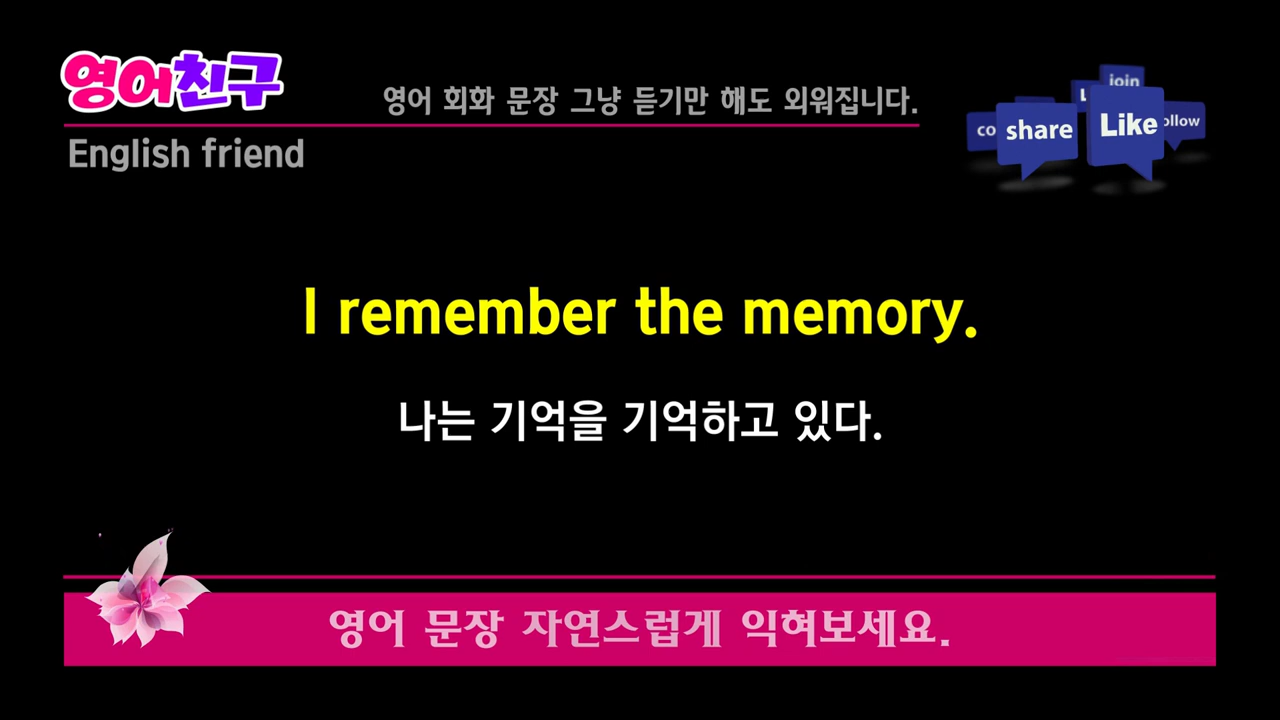 영어친구
영어 회화 문장 그냥 듣기만 해도 외워집니다.
English friend
join
share
Like
I remember the memory.
나는 기억을 기억하고 있다.
영어 문장 자연스럽게 익혀보세요.